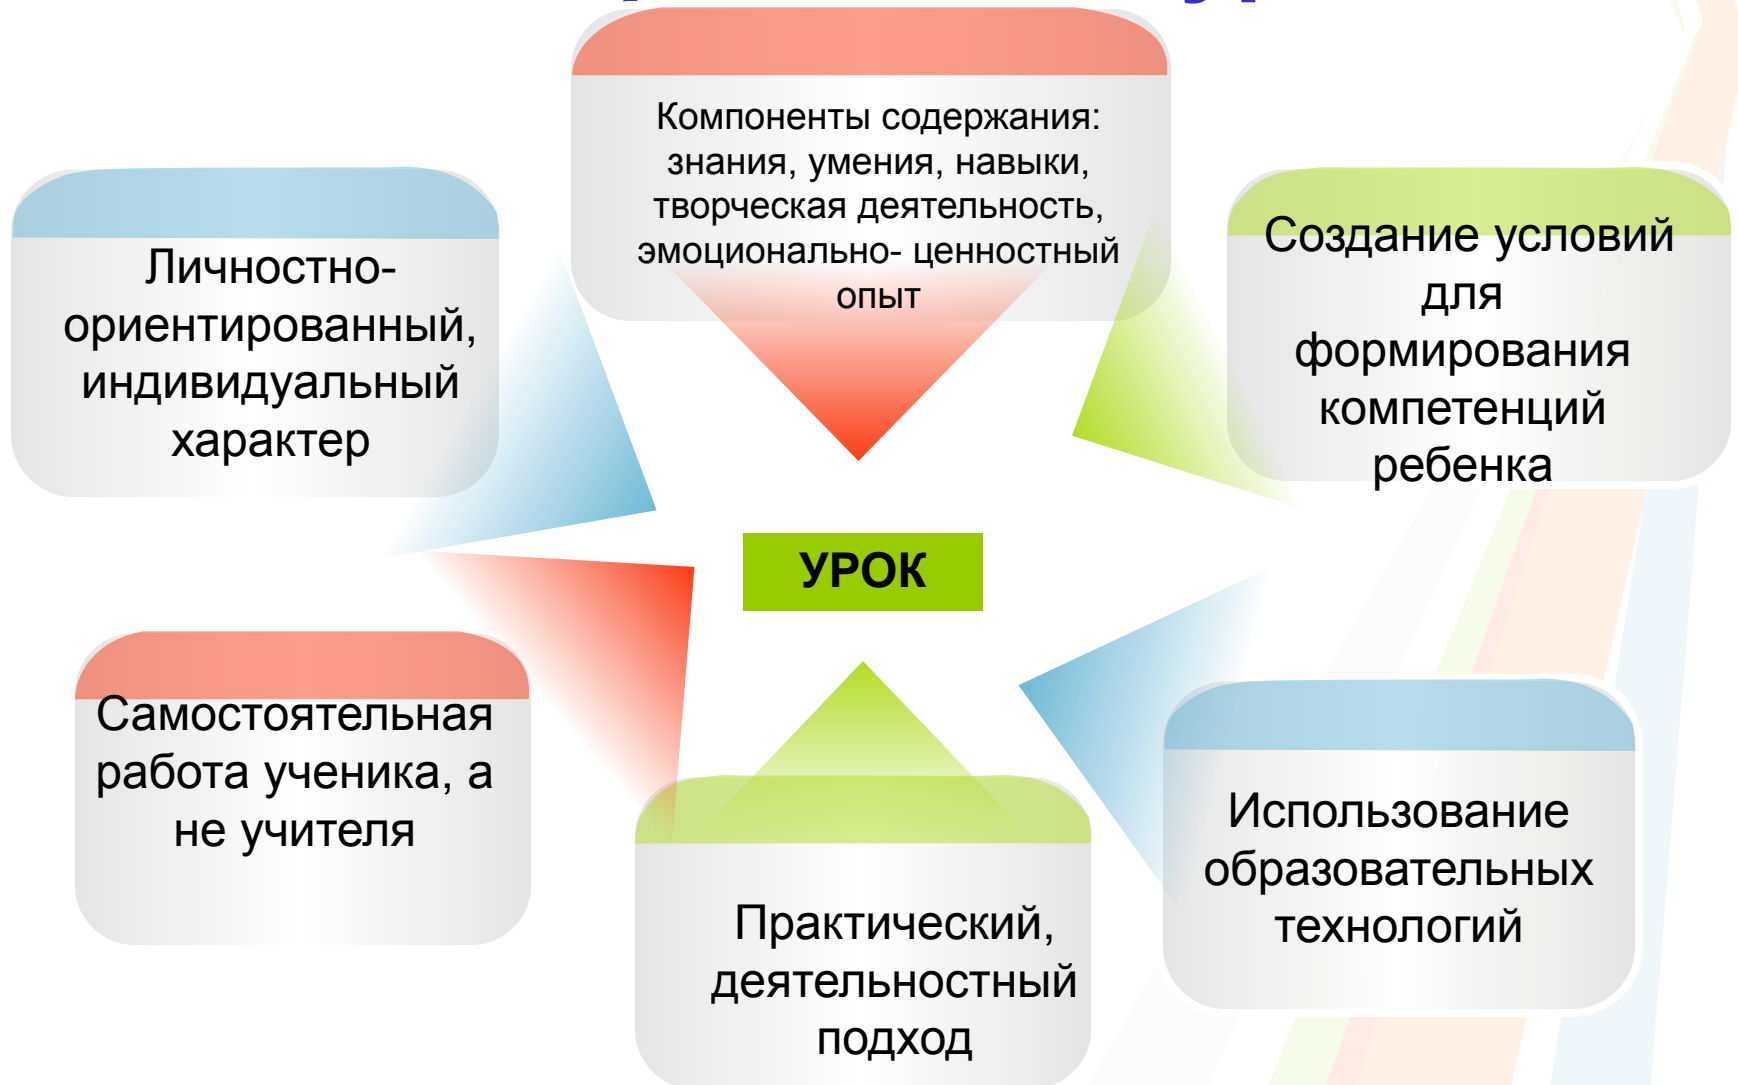 Компоненты содержания:
знания, умения, навыки,
творческая деятельность,
эмоционально- ценностный
опыт
Личностно-
ориентированный,
индивидуальный
характер
Создание условий
для
формирования
компетенций
ребенка
УРОК
Самостоятельная
работа ученика, а
не учителя
Практический,
деятельностный
подход
Использование
образовательных
технологий